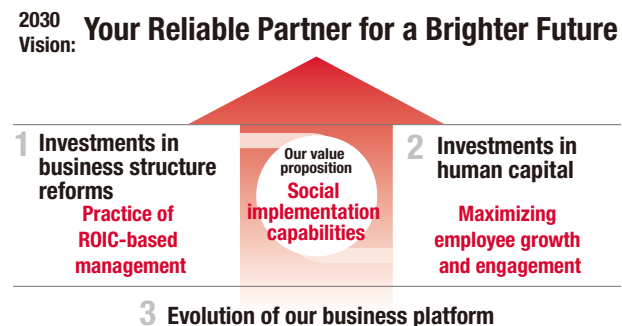 2030
Vision:
Your Reliable Partner for a Brighter Future
1 Investments in
business structure
reforms
Practice of
ROIC-based
management
Our value
proposition
Social
implementation
capabilities
2 Investments in
human capital
Maximizing
employee growth
and engagement
3 Evolution of our business platform